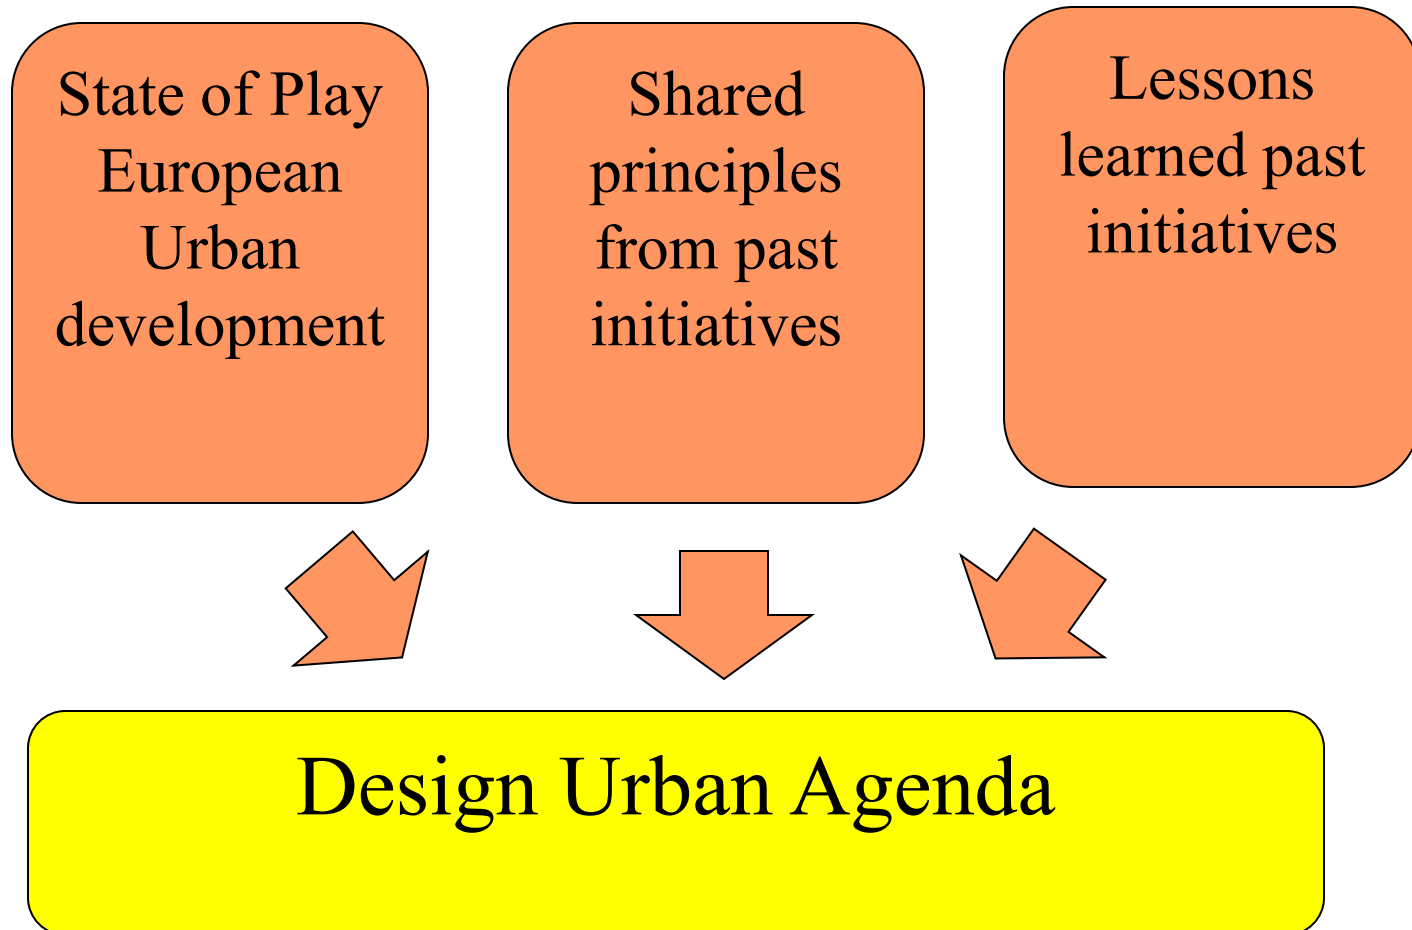 State of Play
European
Urban
development
Shared
principles
from past
initiatives
Lessons
learned past
initiatives
Design Urban Agenda